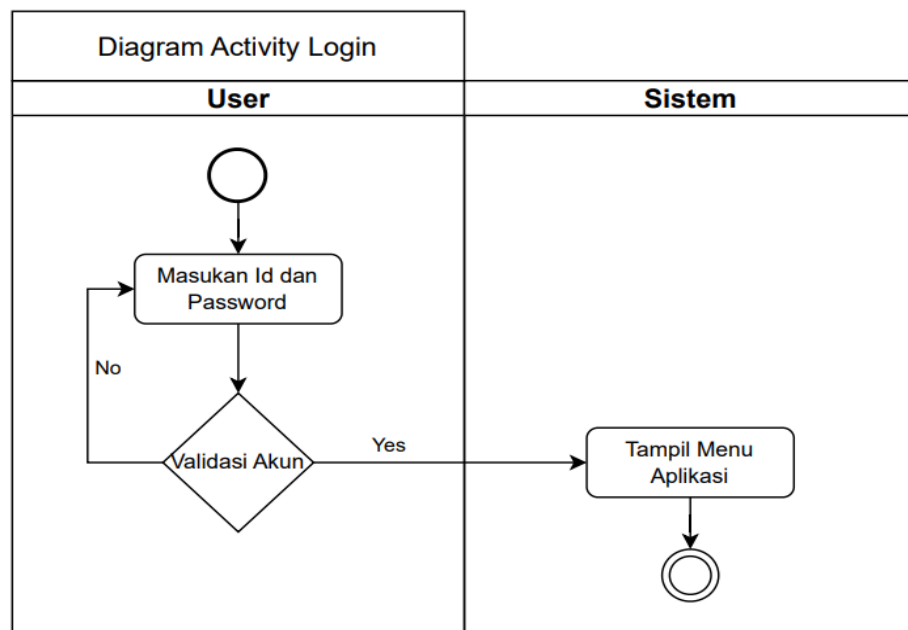 Diagram Activity Login
User
Sistem
Masukan Id dan
Password
No
Validasi Akun
Yes
Tampil Menu
Aplikasi